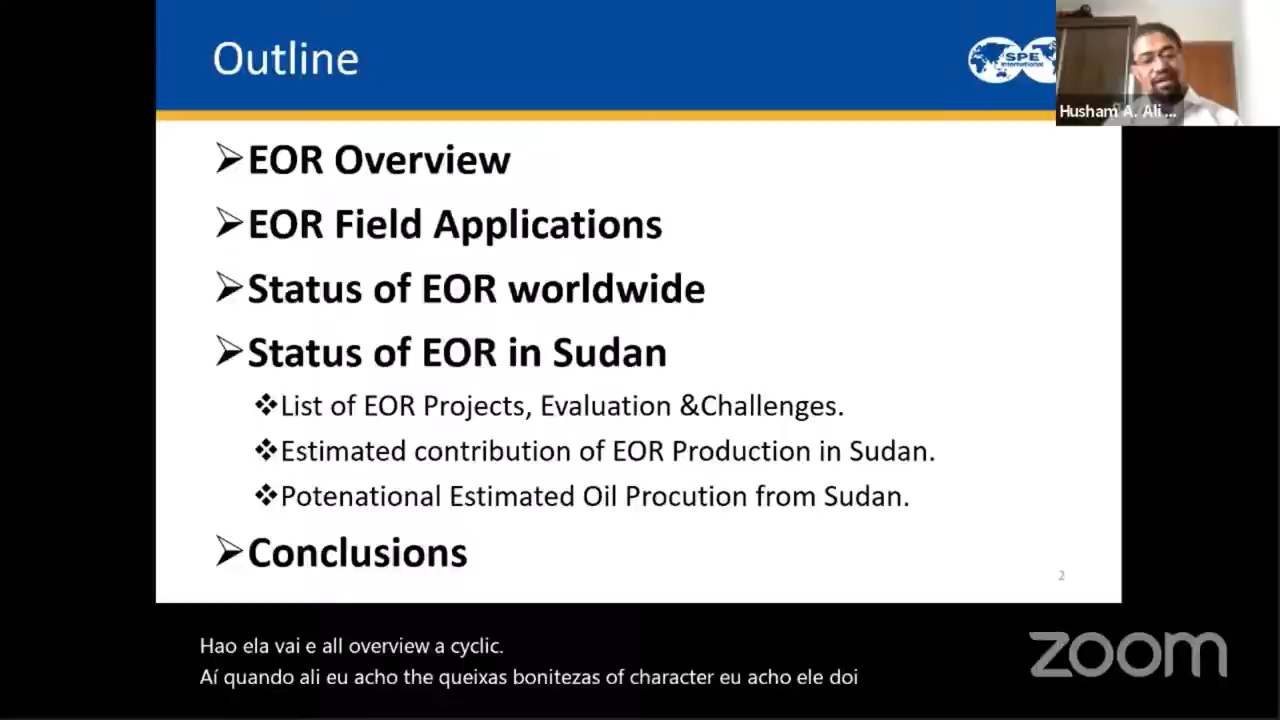 Outline
SPE
International
Husham A. Ali ...
➢EOR Overview
➢EOR Field Applications
➢Status of EOR worldwide
➢Status of EOR in Sudan
❖List of EOR Projects, Evaluation &Challenges.
❖Estimated contribution of EOR Production in Sudan.
❖Potenational Estimated Oil Procution from Sudan.
➢Conclusions
2
Hao ela vai e all overview a cyclic.
Aí quando ali eu acho the queixas bonitezas of character eu acho ele doi
zoom